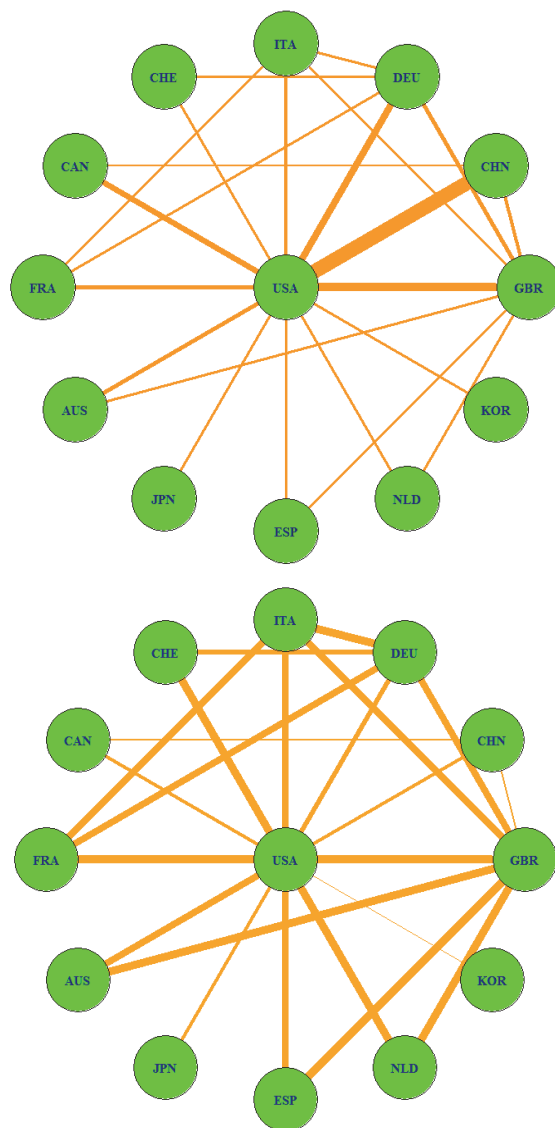 ITA
CHE
DEU
CAN
CHN
FRA
USA
GBR
AUS
KOR
JPN
NLD
ESP
ITA
CHE
DEU
CAN
CHN
FRA
USA
GBR
AUS
KOR
JPN
NLD
ESP